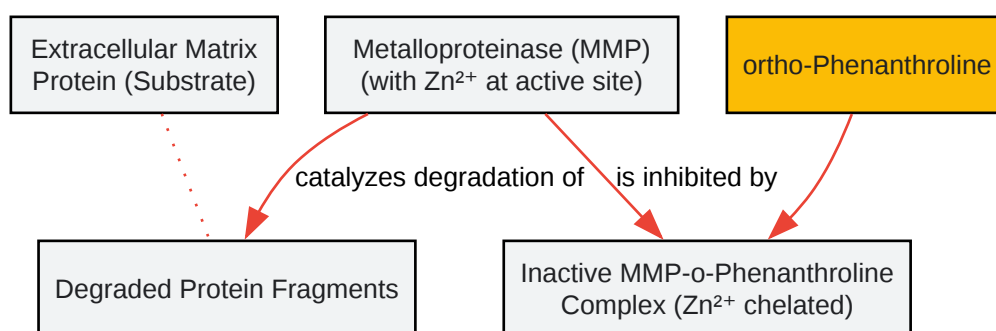 Extracellular Matrix
Protein (Substrate)
Metalloproteinase (MMP)
(with Zn²⁺ at active site)
ortho-Phenanthroline
catalyzes degradation of
is inhibited by
Degraded Protein Fragments
Inactive MMP-o-Phenanthroline
Complex (Zn²⁺ chelated)